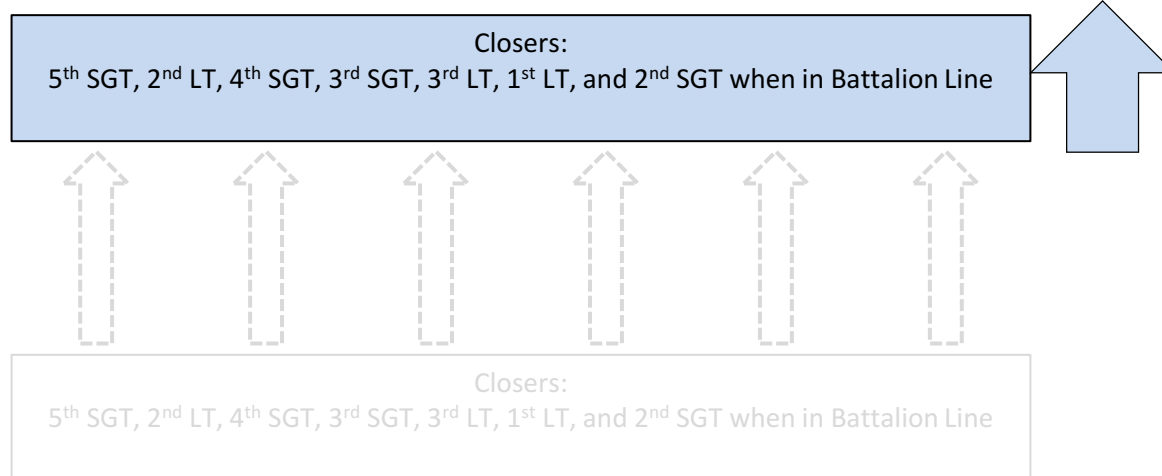 Closers:
5th SGT, 2nd LT, 4th SGT, 3rd SGT, 3rd LT, 1st LT, and 2nd SGT when in Battalion Line
Closers:
5th SGT, 2nd LT, 4th SGT, 3rd SGT, 3rd LT, 1st LT, and 2nd SGT when in Battalion Line